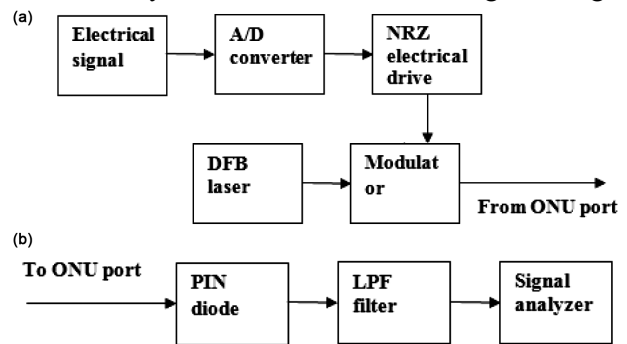 (a)
Electrical
signal
A/D
converter
NRZ
electrical
drive
DFB
laser
Modulat
or
From ONU port
(b)
To ONU port
PIN
diode
LPF
filter
Signal
analyzer